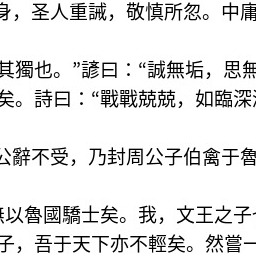 身，圣人重誡，敬慎所忽。中庸
其獨也。”諺曰：“誠無垢，思無
矣。詩曰：“戰戰兢兢，如臨深
公辭不受，乃封周公子伯禽于魯
無以魯國驕士矣。我，文王之子
子，吾于天下亦不輕矣。然嘗一